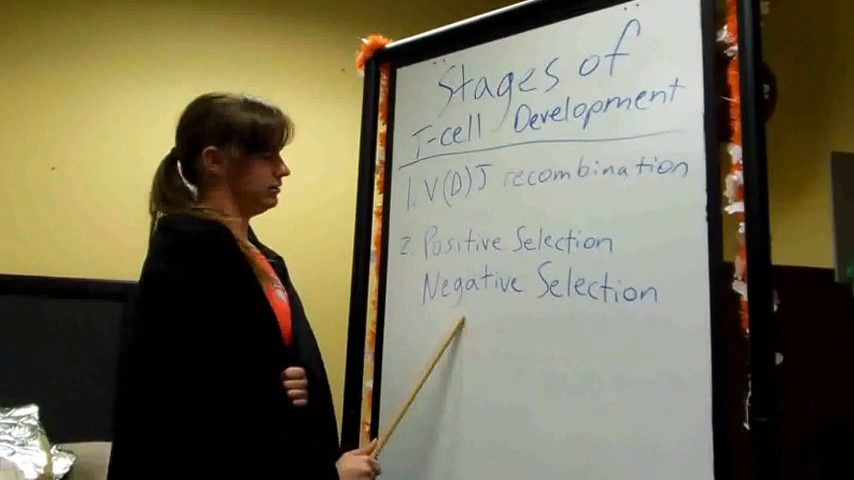 Stages of
T-cell Development
1. V(D)J recombination
2. Positive Selection
Negative Selection